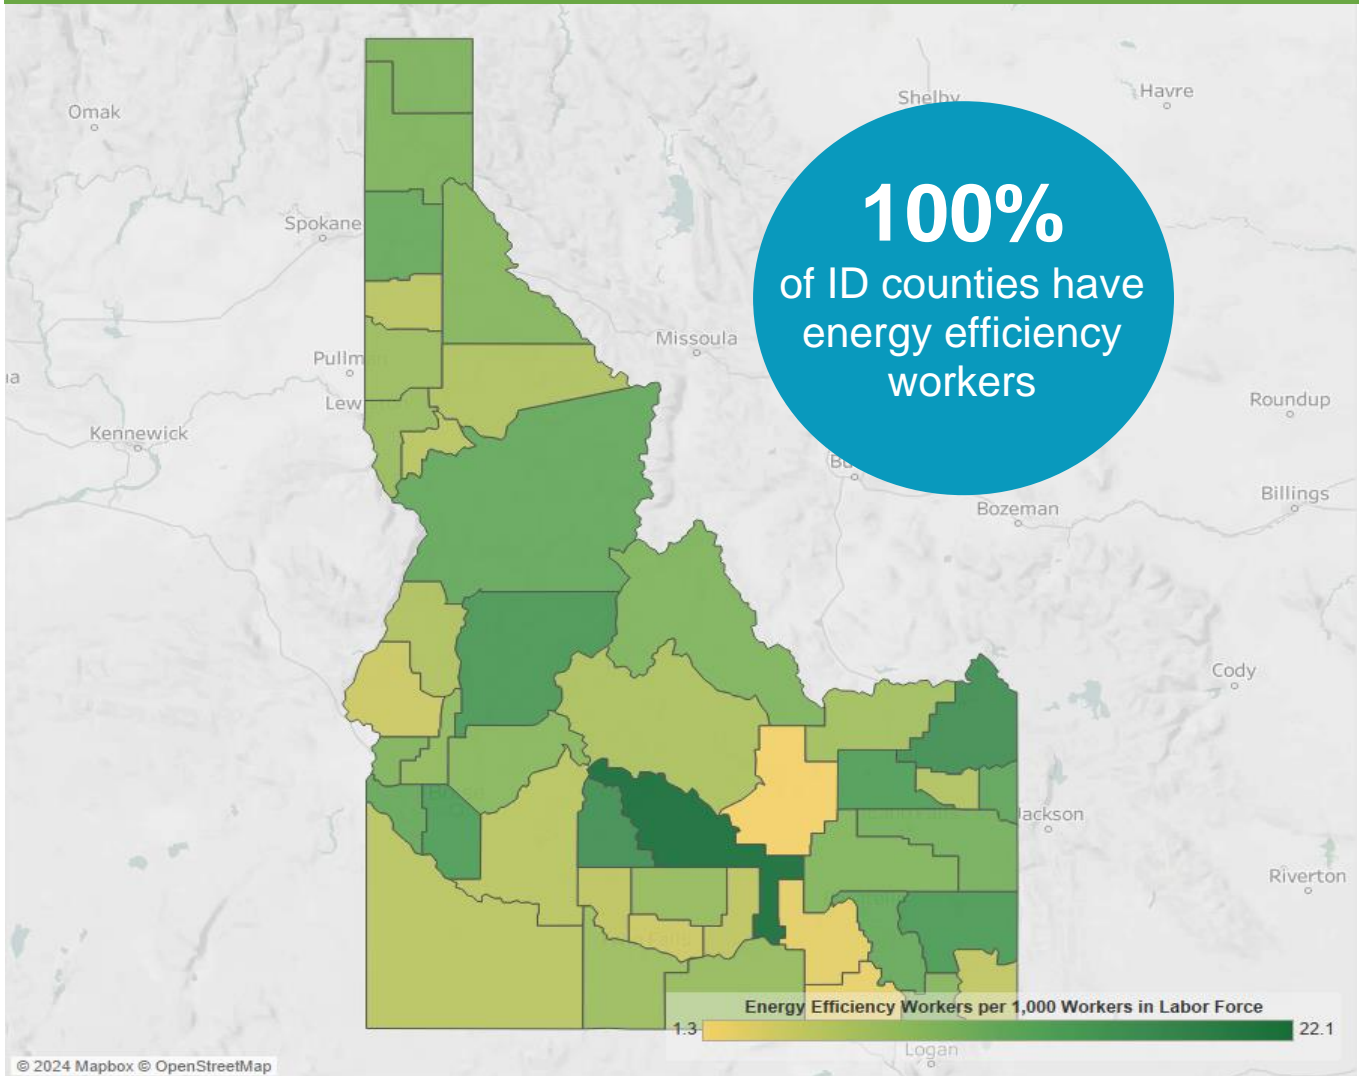 Omak
Shelby
Havre
100%
of ID counties have
energy efficiency
workers
Spokane
Missoula
Pullm
Lew
Kennewick
Roundup
Billings
Bozeman
Cody
Jackson
Riverton
Energy Efficiency Workers per 1,000 Workers in Labor Force
1.3
22.1
Logan
© 2024 Mapbox © OpenStreetMap